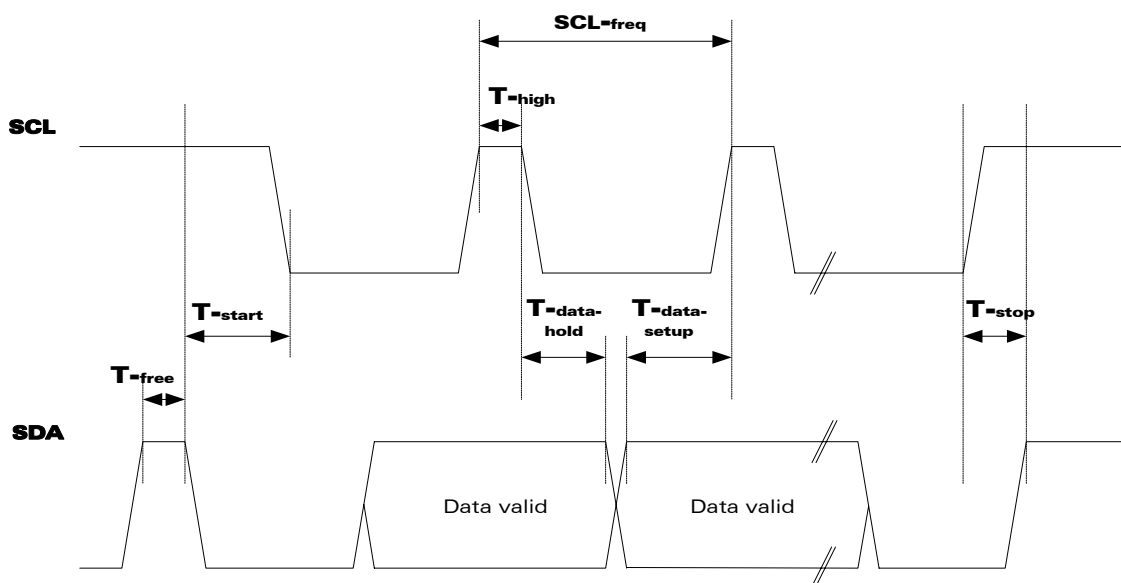 SCL-freq
T-high
SCL
T-start
T-data-
hold
T-data-
setup
T-stop
T-free
SDA
Data valid
Data valid